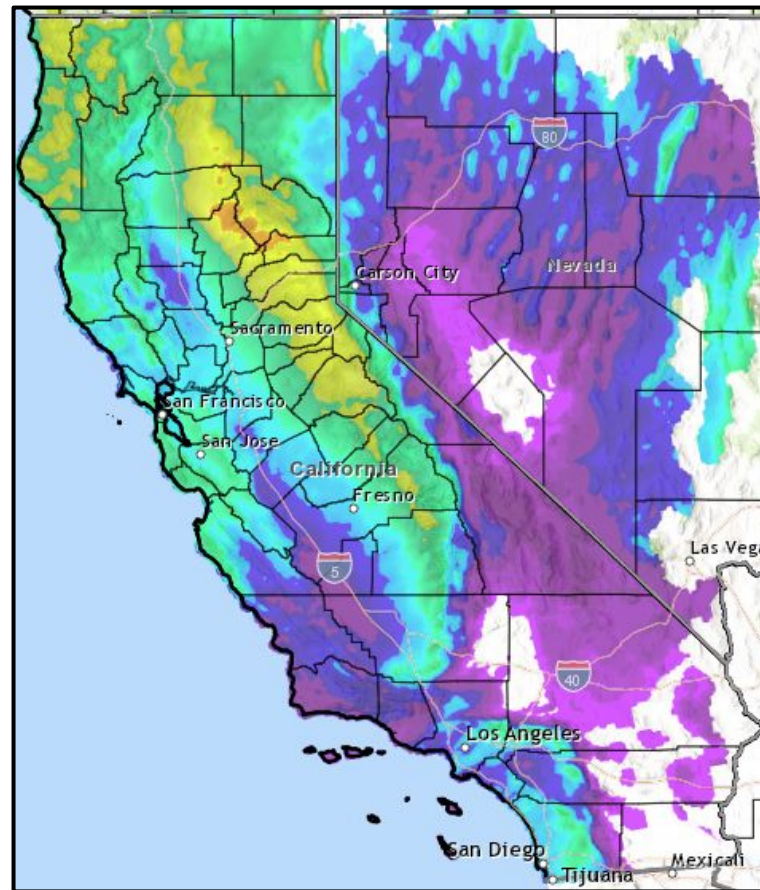 80
Carson City
Nevada
Sacramento
San Francisco
San Jose
California
Fresno
5
Las Vega
40
Los Angeles
San Diego
Tijuana
Mexicali